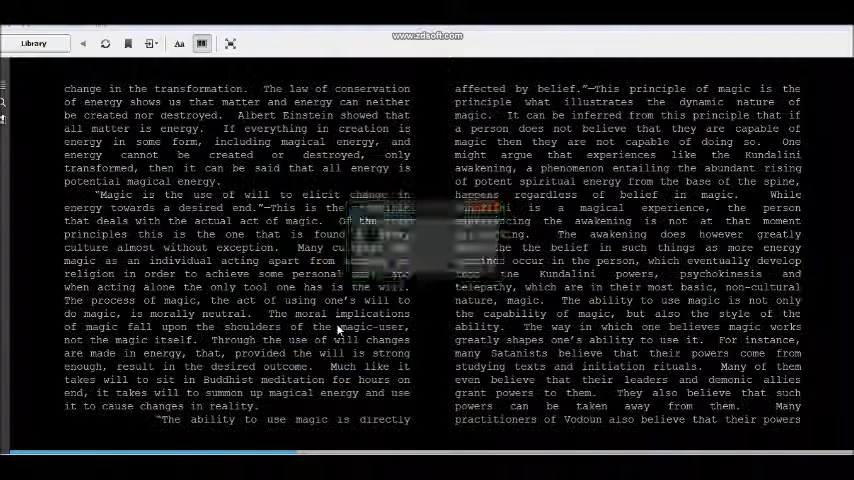 www.zdsoft.com
Library
Aa
change in the transformation. The law of conservation
of energy shows us that matter and energy can neither
be created nor destroyed. Albert Einstein showed that
all matter is energy. If everything in creation is
energy in some form, including magical energy, and
energy cannot be created or destroyed, only
transformed, then it can be said that all energy is
potential magical energy.
"Magic is the use of will to elicit change in
energy towards a desired end."—This is the
that deals with the actual act of magic. Of the
principles this is the one that is found
culture almost without exception. Many
magic as an individual acting apart from
religion in order to achieve some personal
when acting alone the only tool one has is the will.
The process of magic, the act of using one's will to
do magic, is morally neutral. The moral implications
of magic fall upon the shoulders of the magic-user,
not the magic itself. Through the use of will changes
are made in energy, that, provided the will is strong
enough, result in the desired outcome. Much like it
takes will to sit in Buddhist meditation for hours on
end, it takes will to summon up magical energy and use
it to cause changes in reality.
"The ability to use magic is directly
affected by belief."—This principle of magic is the
principle what illustrates the dynamic nature of
magic. It can be inferred from this principle that if
a person does not believe that they are capable of
magic then they are not capable of doing so. One
might argue that experiences like the Kundalini
awakening, a phenomenon entailing the abundant rising
of potent spiritual energy from the base of the spine,
happens regardless of belief in magic. While
is a magical experience, the person
the awakening is not at that moment
The awakening does however greatly
the belief in such things as more energy
occur in the person, which eventually develop
Kundalini powers, psychokinesis and
telepathy, which are in their most basic, non-cultural
nature, magic. The ability to use magic is not only
the capability of magic, but also the style of the
ability. The way in which one believes magic works
greatly shapes one's ability to use it. For instance,
many Satanists believe that their powers come from
studying texts and initiation rituals. Many of them
even believe that their leaders and demonic allies
grant powers to them. They also believe that such
powers can be taken away from them. Many
practitioners of Vodoun also believe that their powers